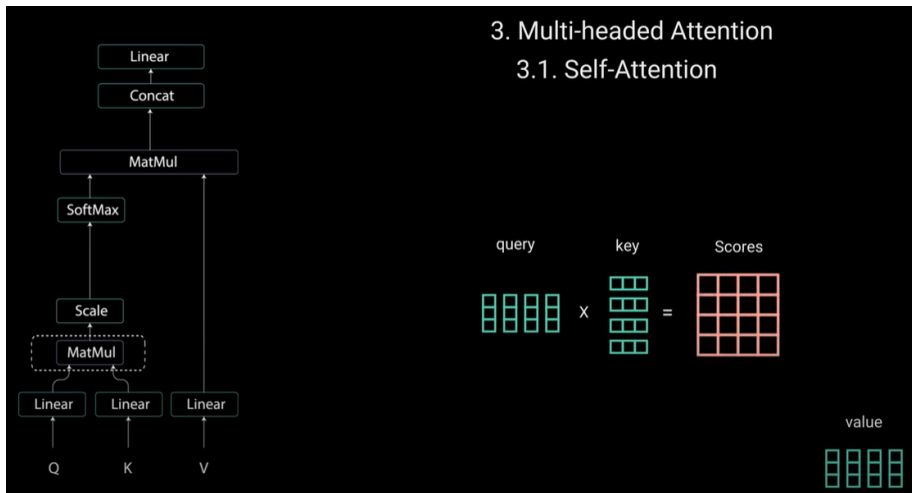 3. Multi-headed Attention
3.1. Self-Attention
Linear
Concat
MatMul
SoftMax
Scale
MatMul
Linear Linear Linear
Q K V
query key Scores
X =
value